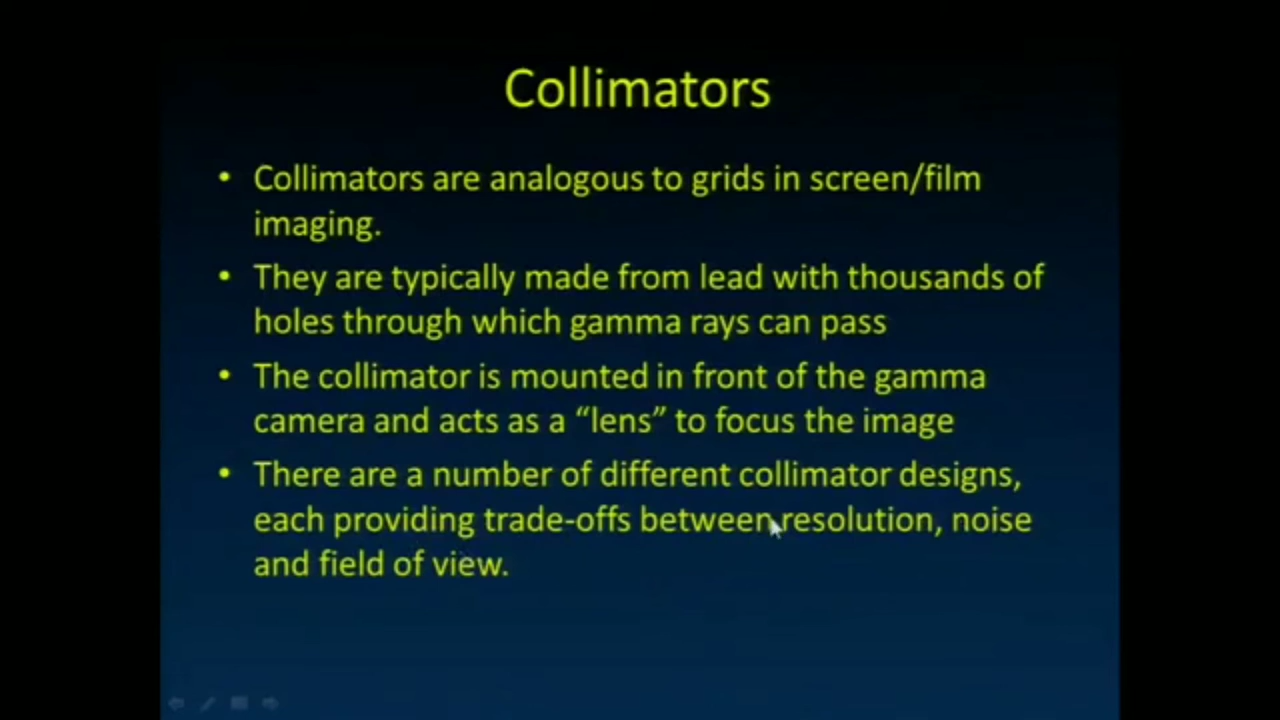 Collimators
• Collimators are analogous to grids in screen/film
imaging.
• They are typically made from lead with thousands of
holes through which gamma rays can pass
• The collimator is mounted in front of the gamma
camera and acts as a “lens” to focus the image
• There are a number of different collimator designs,
each providing trade-offs between resolution, noise
and field of view.